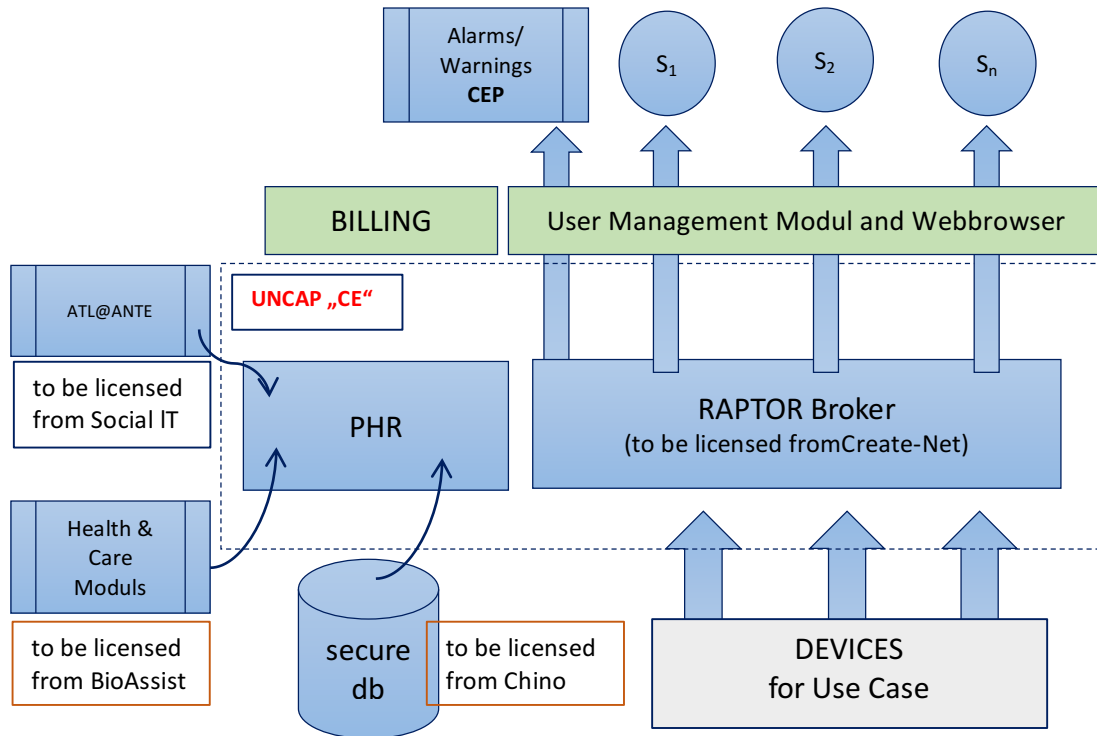 Alarms/
Warnings
CEP
S1
S2
Sn
BILLING
User Management Modul and Webbrowser
ATL@ANTE
UNCAP „CE“
to be licensed
from Social IT
PHR
RAPTOR Broker
(to be licensed fromCreate-Net)
Health &
Care
Moduls
to be licensed
from BioAssist
secure
db
to be licensed
from Chino
DEVICES
for Use Case